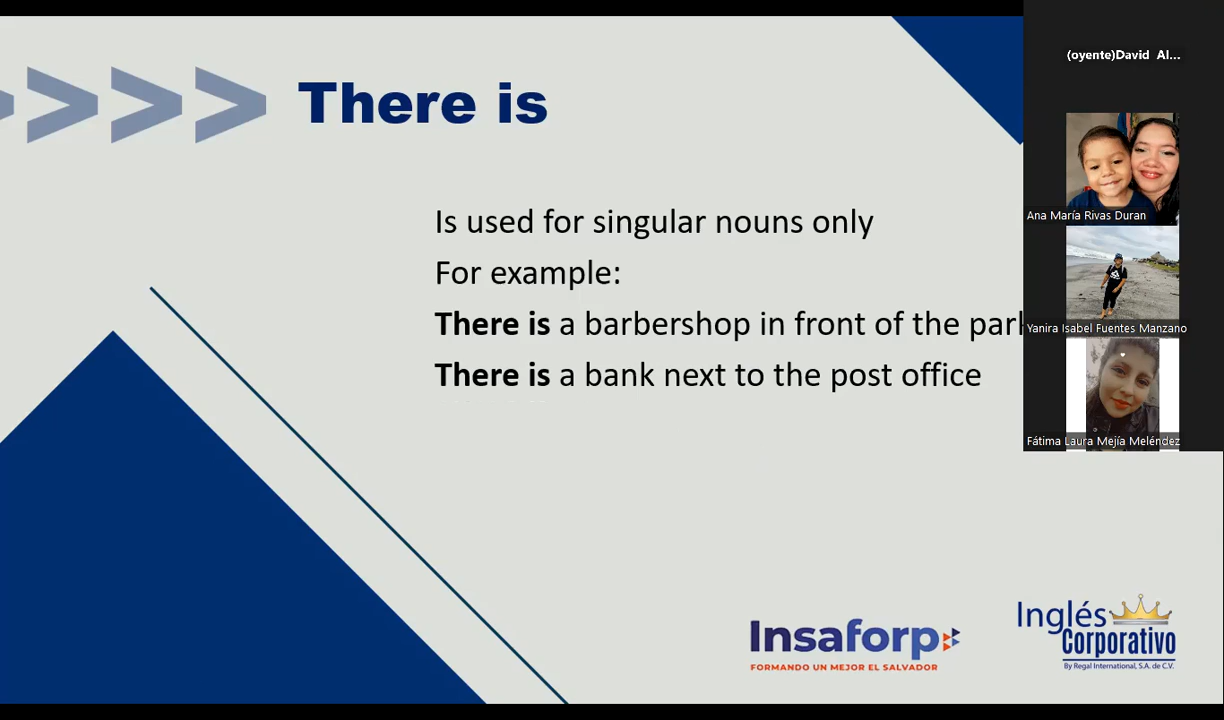 There is
Is used for singular nouns only
For example:
There is a barbershop in front of the
There is a bank next to the post office
(oyente)David Al...
Ana María Rivas Duran
Yanira Isabel Fuentes Manzano
Fátima Laura Mejía Meléndez
Insaforp
FORMANDO UN MEJOR EL SALVADOR
Inglés
Corporativo
By Regal International, S.A. de C.V.